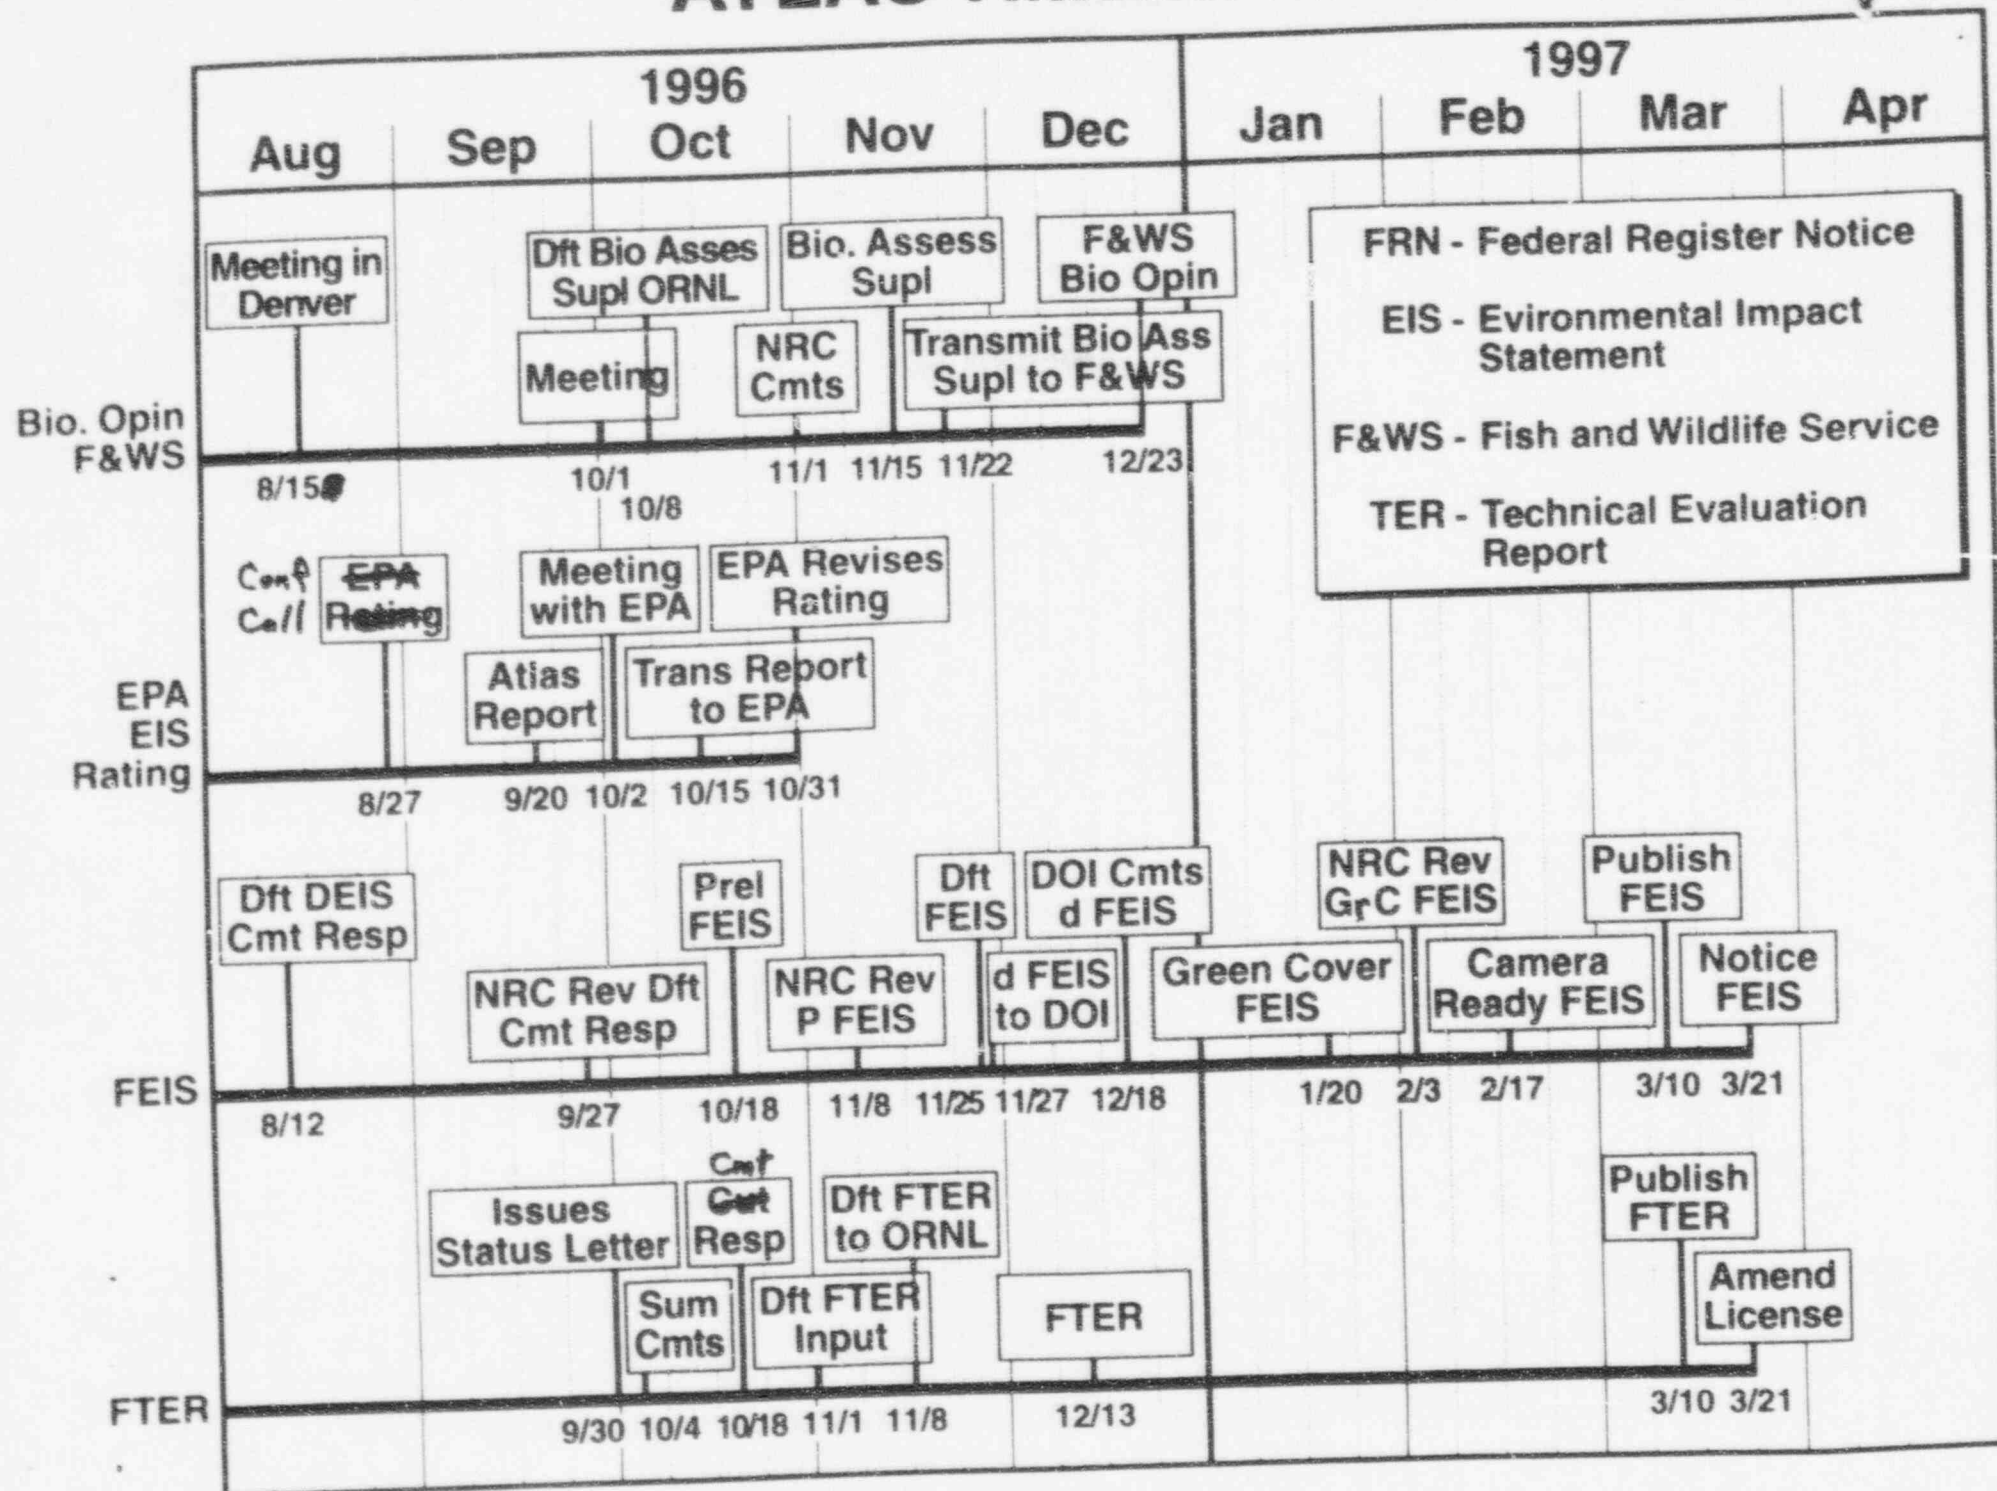 ATLAS
1996
1997
Aug Sep Oct Nov Dec Jan Feb Mar Apr
FRN - Federal Register Notice
EIS - Evironmental Impact
Statement
F&WS - Fish and Wildlife Service
TER - Technical Evaluation
Report
Bio. Opin
F&WS
Meeting in
Denver
Dft Bio Asses
Supl ORNL
Bio. Assess
Supl
F&WS
Bio Opin
Meeting
NRC
Cmts
Transmit Bio Ass
Supl to F&WS
8/15
10/1
10/8
11/1
11/15
11/22
12/23
EPA
EIS
Rating
Conf
Call
EPA
Rating
Meeting
with EPA
EPA Revises
Rating
Atlas
Report
Trans Report
to EPA
8/27
9/20
10/2
10/15
10/31
FEIS
Dft DEIS
Cmt Resp
Prel
FEIS
Dft
FEIS
DOI Cmts
d FEIS
NRC Rev
GrC FEIS
Publish
FEIS
NRC Rev Dft
Cmt Resp
NRC Rev
P FEIS
d FEIS
to DOI
Green Cover
FEIS
Camera
Ready FEIS
Notice
FEIS
8/12
9/27
10/18
11/8
11/25
11/27
12/18
1/20
2/3
2/17
3/10
3/21
FTER
Issues
Status Letter
Cmt
Cut
Resp
Dft FTER
to ORNL
Publish
FTER
Sum
Cmts
Dft FTER
Input
FTER
Amend
License
9/30
10/4
10/18
11/1
11/8
12/13
3/10
3/21